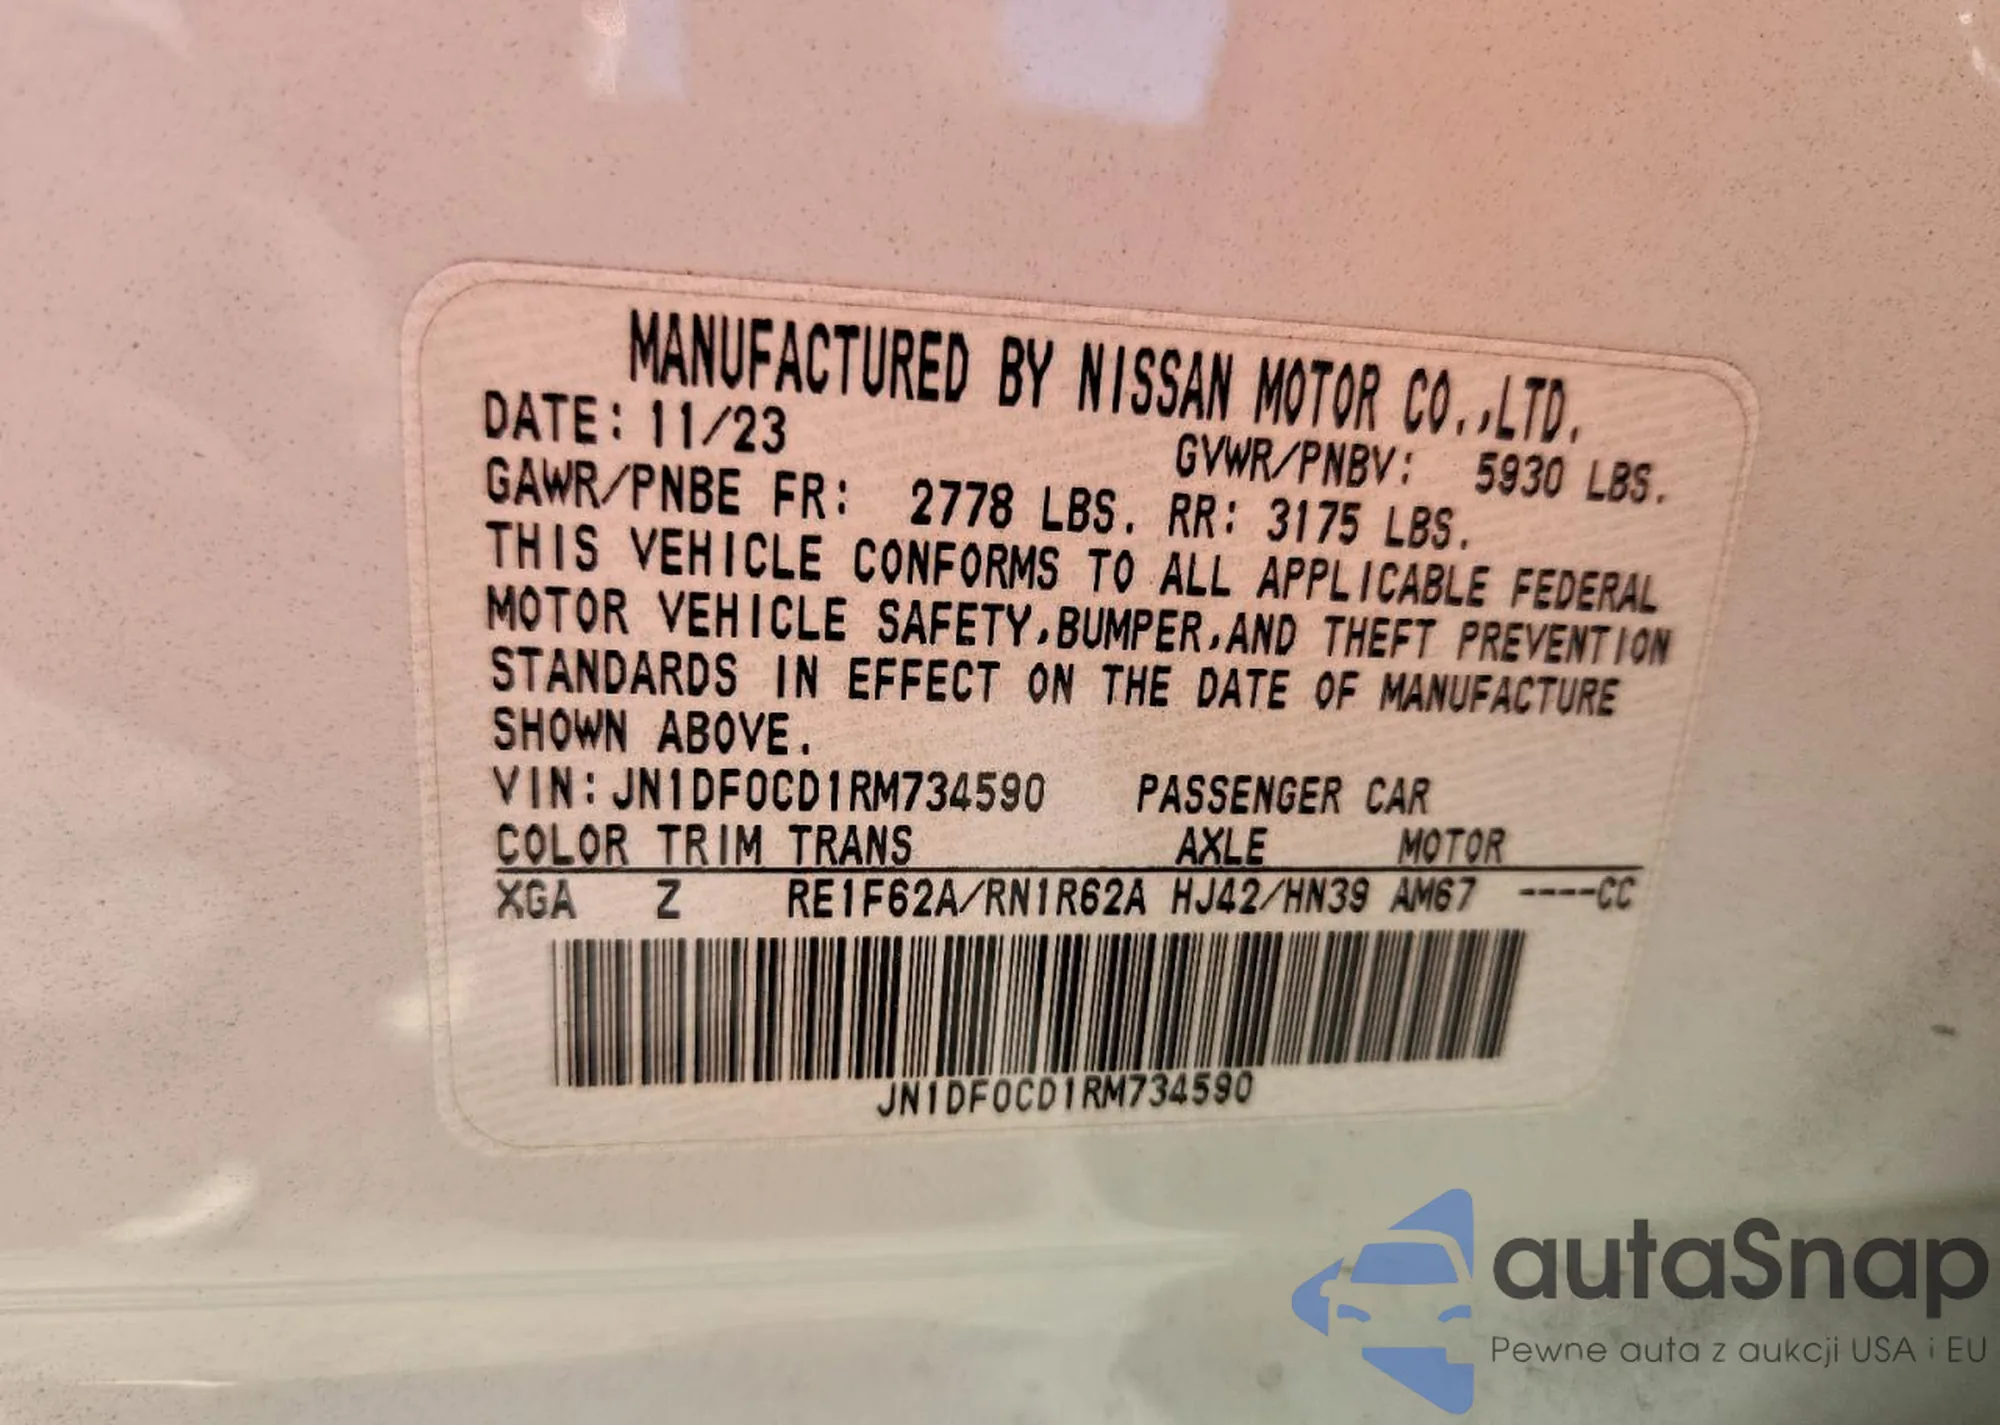 MANUFACTURED BY NISSAN MOTOR CO.,LTD.
DATE: 11/23 GVWR/PNBV: 5930 LBS.
GAWR/PNBE FR: 2778 LBS. RR: 3175 LBS.
THIS VEHICLE CONFORMS TO ALL APPLICABLE FEDERAL
MOTOR VEHICLE SAFETY,BUMPER,AND THEFT PREVENTION
STANDARDS IN EFFECT ON THE DATE OF MANUFACTURE
SHOWN ABOVE.
VIN: JN1DF0CD1RM734590 PASSENGER CAR
COLOR TRIM TRANS AXLE MOTOR
XGA Z RE1F62A/RN1R62A HJ42/HN39 AM67 ----CC
JN1DF0CD1RM734590
autaSnap
Pewne auta z aukcji USA i EU